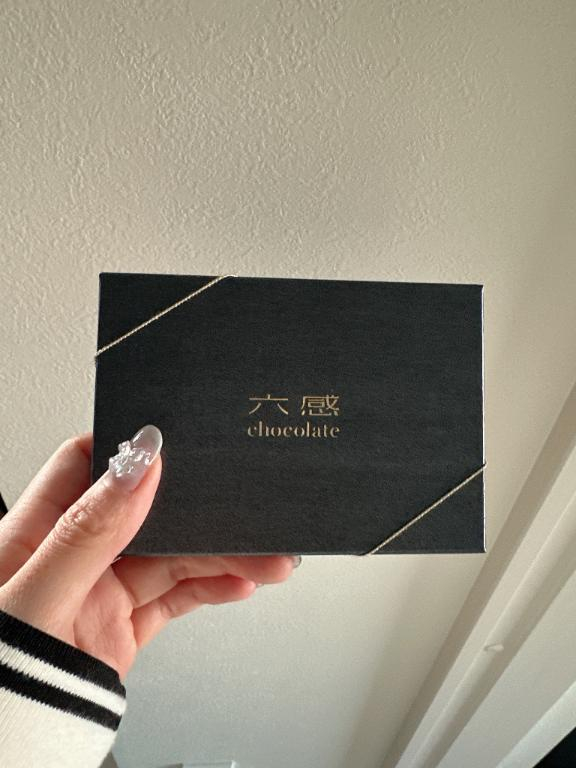 六感
chocolate